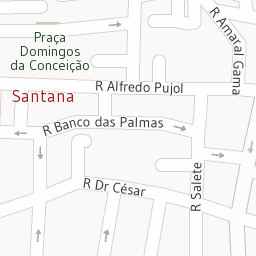 Praça
Domingos
da Conceição
R Amaral Gama
R Alfredo Pujol
Santana
R Banco das Palmas
R Dr César
R Salete